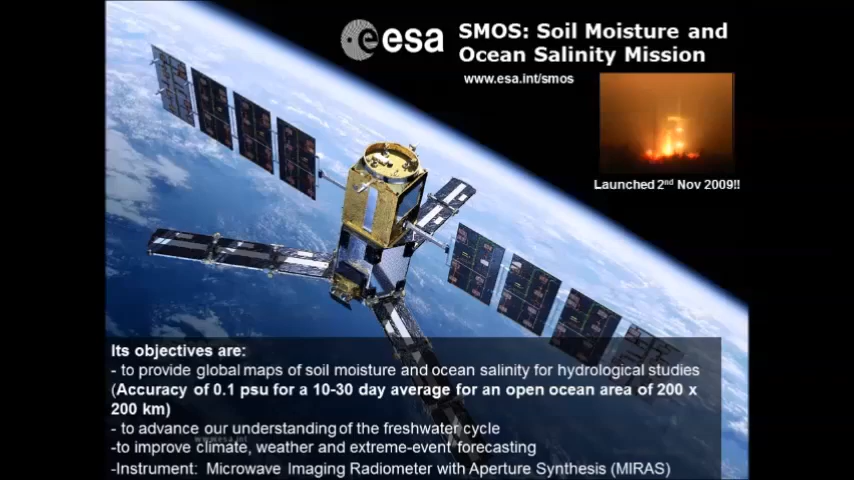 esa
SMOS: Soil Moisture and
Ocean Salinity Mission
www.esa.int/smos
Launched 2nd Nov 2009!!
Its objectives are:
- to provide global maps of soil moisture and ocean salinity for hydrological studies
(Accuracy of 0.1 psu for a 10-30 day average for an open ocean area of 200 x
200 km)
- to advance our understanding of the freshwater cycle
www.esa.int
-to improve climate, weather and extreme-event forecasting
-Instrument: Microwave Imaging Radiometer with Aperture Synthesis (MIRAS)